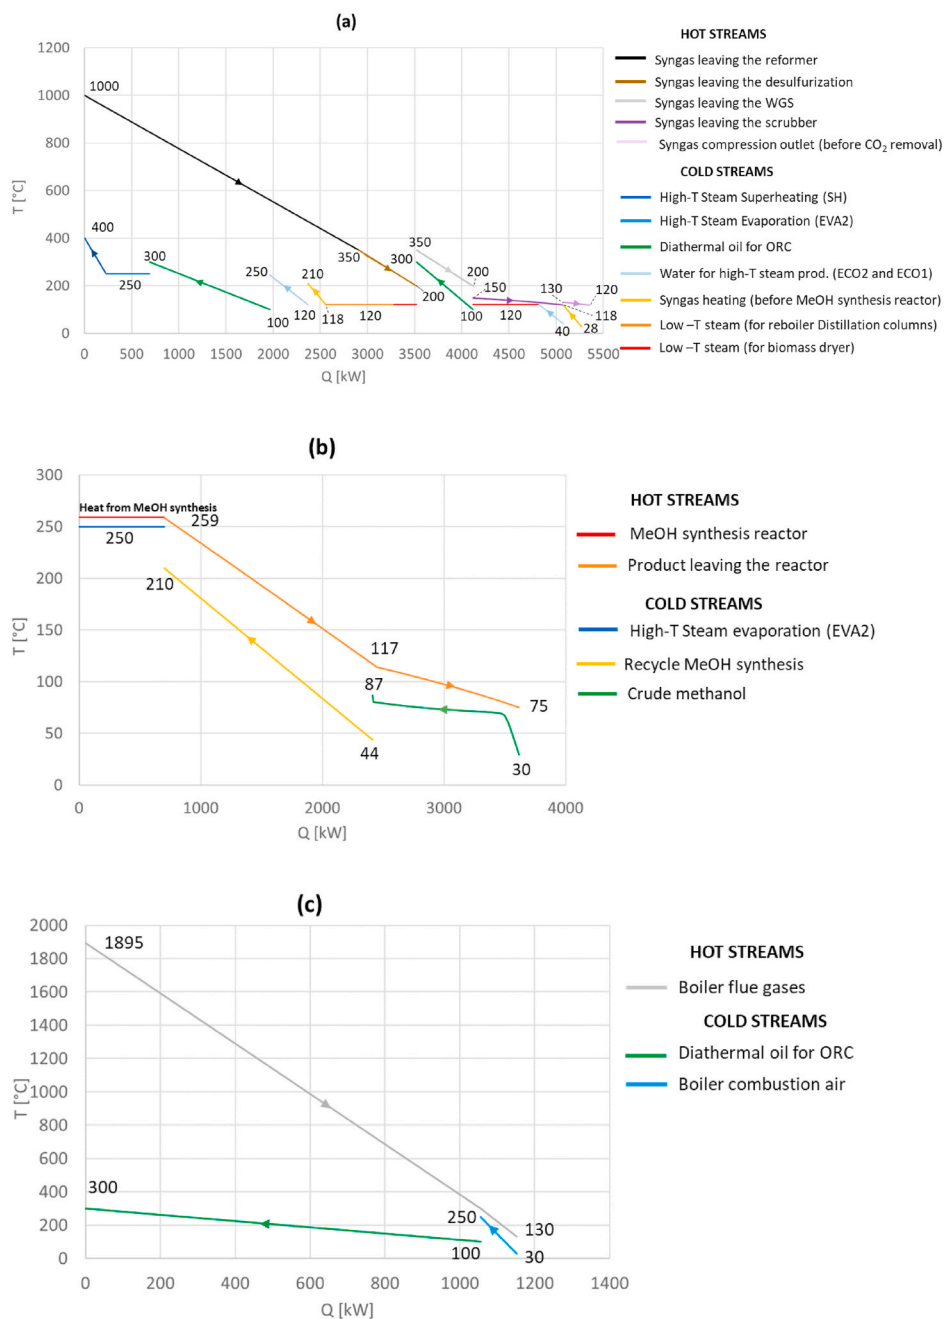 (a)
HOT STREAMS
Syngas leaving the reformer
Syngas leaving the desulfurization
Syngas leaving the WGS
Syngas leaving the scrubber
Syngas compression outlet (before CO₂ removal)
COLD STREAMS
High-T Steam Superheating (SH)
High-T Steam Evaporation (EVA2)
Diathermal oil for ORC
Water for high-T steam prod. (ECO2 and ECO1)
Syngas heating (before MeOH synthesis reactor)
Low –T steam (for reboiler Distillation columns)
Low –T steam (for biomass dryer)
T [°C]
1200
1000
800
600
400
200
0
1000
400
250
300
100
250
120
210
118
120
350
200
350
300
200
100
150
120
130
120
118
40
28
0 500 1000 1500 2000 2500 3000 3500 4000 4500 5000 5500
Q [kW]
(b)
HOT STREAMS
MeOH synthesis reactor
Product leaving the reactor
COLD STREAMS
High-T Steam evaporation (EVA2)
Recycle MeOH synthesis
Crude methanol
T [°C]
300
250
200
150
100
50
0
Heat from MeOH synthesis
259
250
210
117
87
75
44
30
0 1000 2000 3000 4000
Q [kW]
(c)
HOT STREAMS
Boiler flue gases
COLD STREAMS
Diathermal oil for ORC
Boiler combustion air
T [°C]
2000
1800
1600
1400
1200
1000
800
600
400
200
0
1895
300
250
130
100
30
0 200 400 600 800 1000 1200 1400
Q [kW]